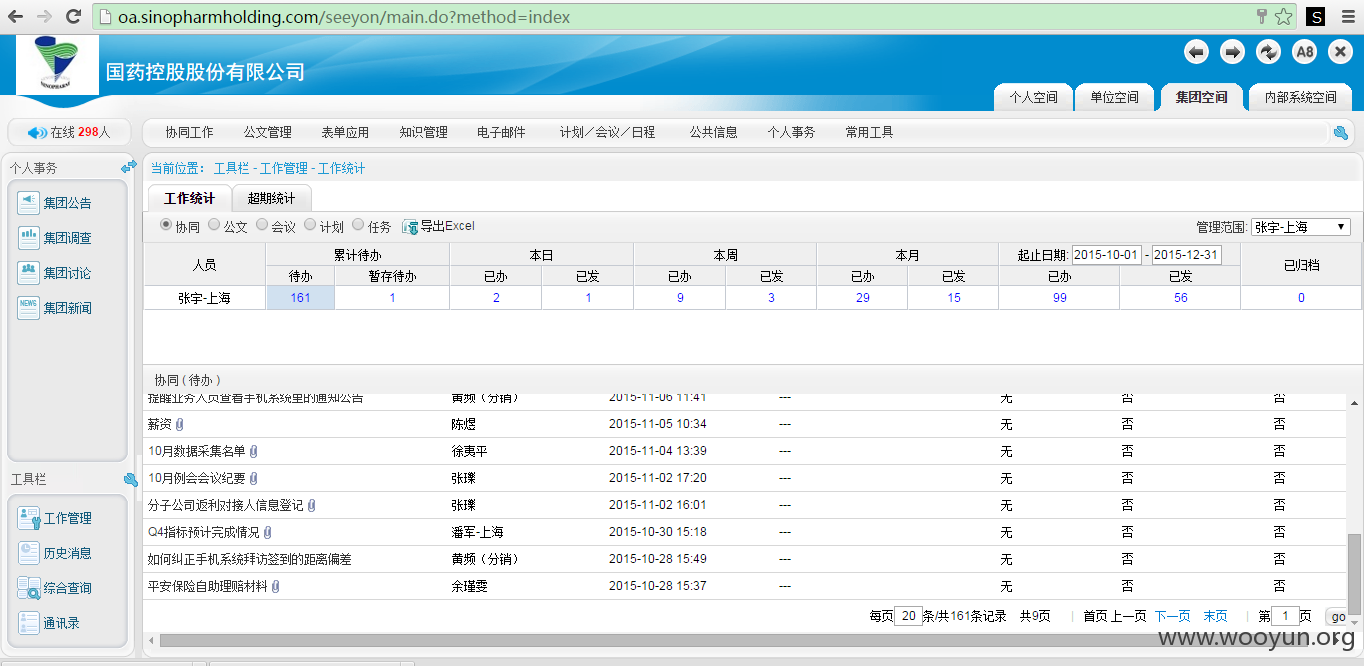 oa.sinopharmholding.com/seeyon/main.do?method=index
S
SINOPHARM
国药控股股份有限公司
A8
个人空间 单位空间 集团空间 内部系统空间
在线 298人
协同工作 公文管理 表单应用 知识管理 电子邮件 计划／会议／日程 公共信息 个人事务 常用工具
个人事务
集团公告
集团调查
集团讨论
NEWS 集团新闻
工具栏
工作管理
历史消息
综合查询
通讯录
当前位置： 工具栏 - 工作管理 - 工作统计
工作统计 超期统计
协同 公文 会议 计划 任务 导出Excel 管理范围: 张宇-上海
人员 累计待办 本日 本周 本月 起止日期: 2015-10-01 - 2015-12-31 已归档
待办 暂存待办 已办 已发 已办 已发 已办 已发 已办 已发
张宇-上海 161 1 2 1 9 3 29 15 99 56 0
协同 ( 待办 )
提醒业务人员查看手机系统里的通知公告 黄频（分销） 2015-11-06 11:41 --- 无 否 否
薪资 陈煜 2015-11-05 10:34 --- 无 否 否
10月数据采集名单 徐夷平 2015-11-04 13:39 --- 无 否 否
10月例会会议纪要 张瓅 2015-11-02 17:20 --- 无 否 否
分子公司返利对接人信息登记 张瓅 2015-11-02 16:01 --- 无 否 否
Q4指标预计完成情况 潘军-上海 2015-10-30 15:18 --- 无 否 否
如何纠正手机系统拜访签到的距离偏差 黄频（分销） 2015-10-28 15:49 --- 无 否 否
平安保险自助理赔材料 余瑾雯 2015-10-28 15:37 --- 无 否 否
每页 20 条/共161条记录 共9页 | 首页 上一页 下一页 末页 | 第 1 页 go
www.wooyun.org